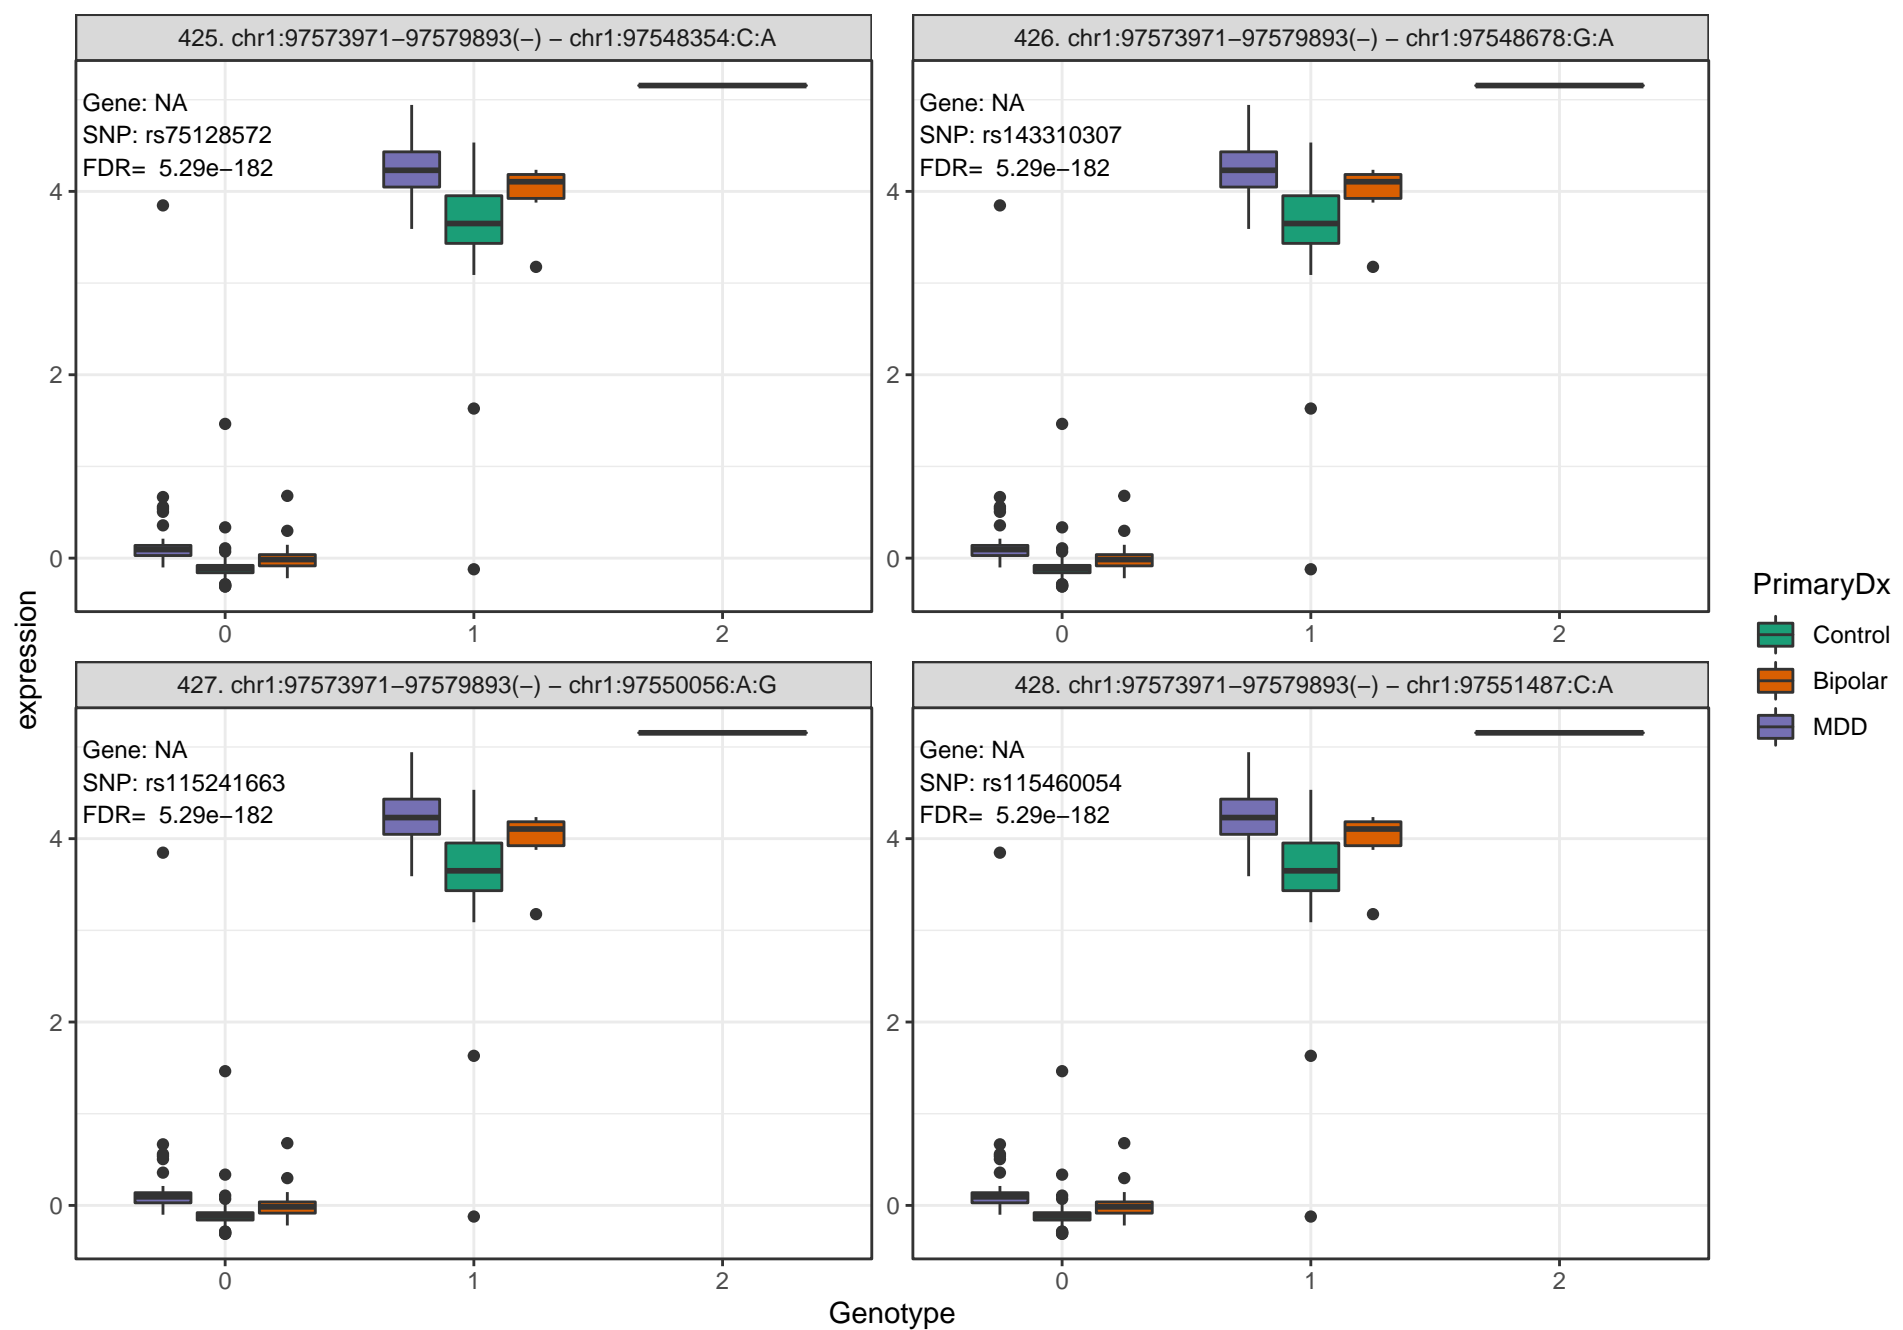 425. chr1:97573971−97579893(−) − chr1:97548354:C:A
Gene: NA
SNP: rs75128572
FDR= 5.29e−182
4
2
0
0
1
2
426. chr1:97573971−97579893(−) − chr1:97548678:G:A
Gene: NA
SNP: rs143310307
FDR= 5.29e−182
4
2
0
0
1
2
427. chr1:97573971−97579893(−) − chr1:97550056:A:G
Gene: NA
SNP: rs115241663
FDR= 5.29e−182
4
2
0
0
1
2
428. chr1:97573971−97579893(−) − chr1:97551487:C:A
Gene: NA
SNP: rs115460054
FDR= 5.29e−182
4
2
0
0
1
2
expression
Genotype
PrimaryDx
Control
Bipolar
MDD